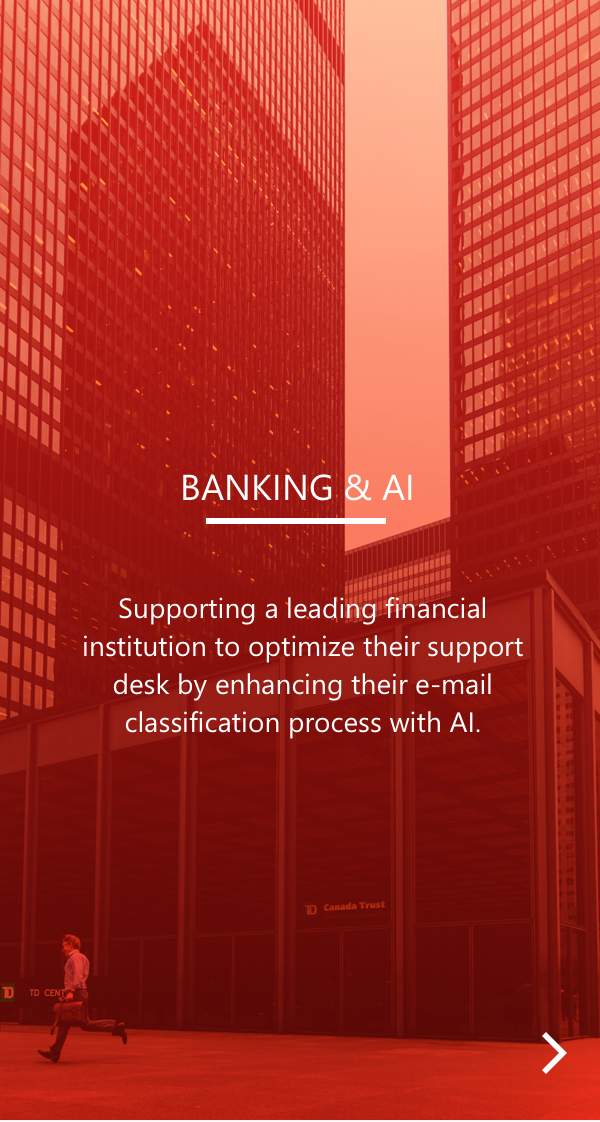 BANKING & AI
Supporting a leading financial
institution to optimize their support
desk by enhancing their e-mail
classification process with AI.
TD Canada Trust
TD TD CENT